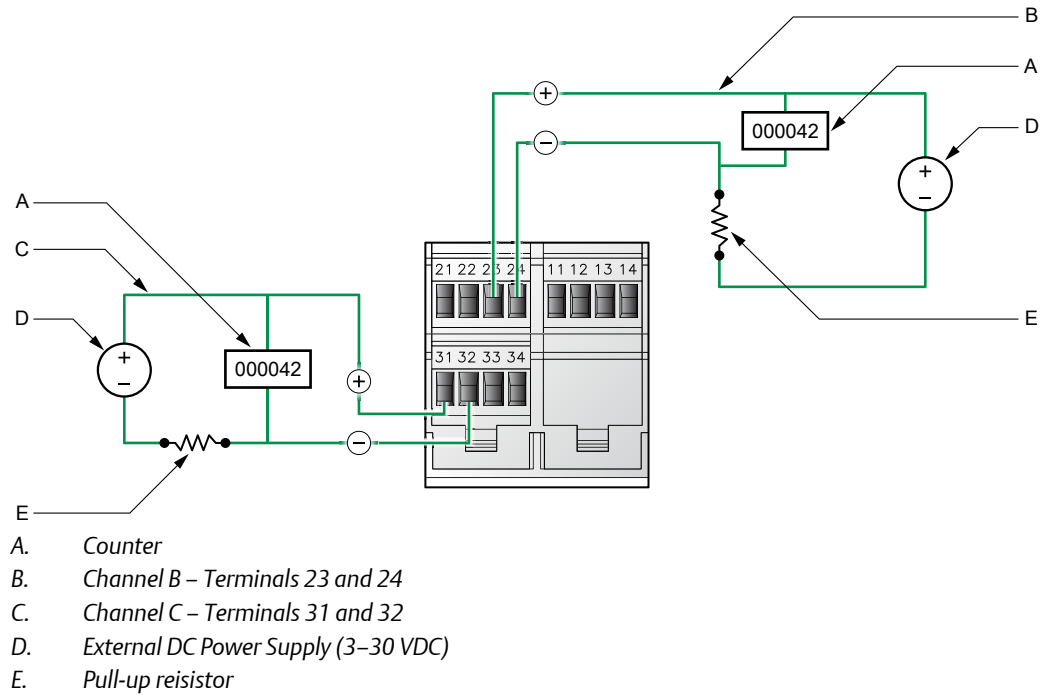 B
A
000042
D
+
−
+
−
A
C
21 22 23 24 11 12 13 14
D
E
+
−
000042
31 32 33 34
+
−
E
A. Counter
B. Channel B – Terminals 23 and 24
C. Channel C – Terminals 31 and 32
D. External DC Power Supply (3–30 VDC)
E. Pull-up reisistor